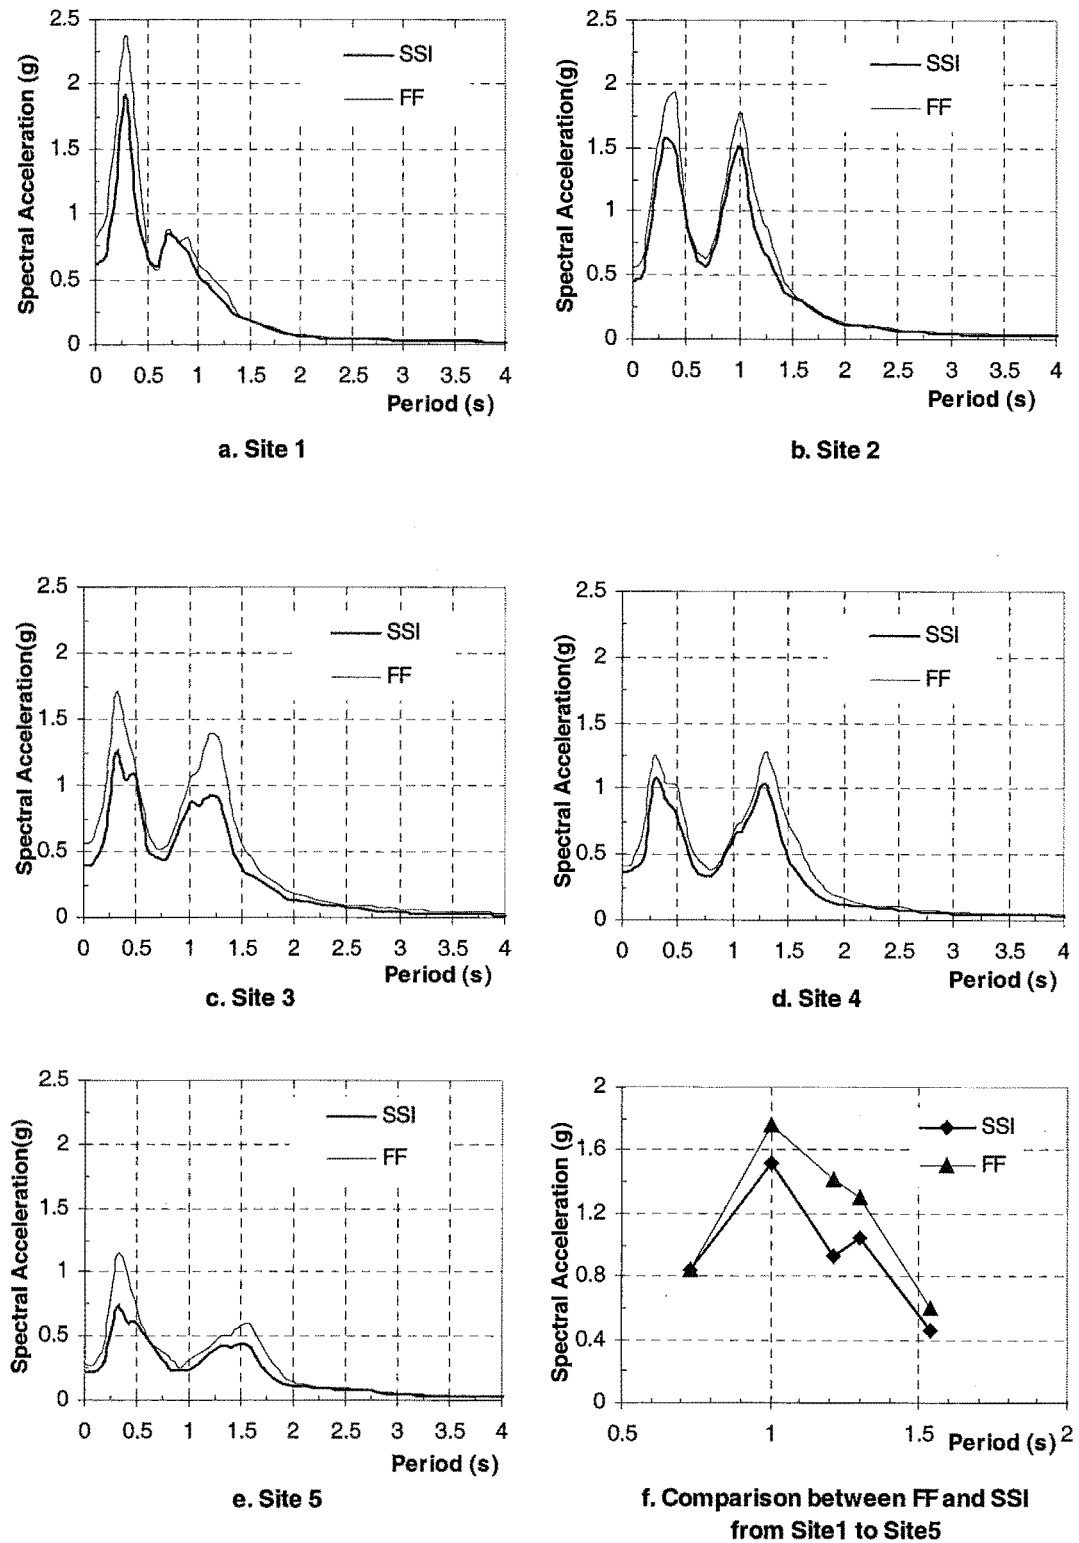 2.5
2
1.5
1
0.5
0
Spectral Acceleration (g)
SSI
FF
0 0.5 1 1.5 2 2.5 3 3.5 4
Period (s)
a. Site 1
2.5
2
1.5
1
0.5
0
Spectral Acceleration(g)
SSI
FF
0 0.5 1 1.5 2 2.5 3 3.5 4
Period (s)
b. Site 2
2.5
2
1.5
1
0.5
0
Spectral Acceleration(g)
SSI
FF
0 0.5 1 1.5 2 2.5 3 3.5 4
Period (s)
c. Site 3
2.5
2
1.5
1
0.5
0
Spectral Acceleration(g)
SSI
FF
0 0.5 1 1.5 2 2.5 3 3.5 4
Period (s)
d. Site 4
2.5
2
1.5
1
0.5
0
Spectral Acceleration(g)
SSI
FF
0 0.5 1 1.5 2 2.5 3 3.5 4
Period (s)
e. Site 5
2
1.6
1.2
0.8
0.4
0
Spectral Acceleration (g)
SSI
FF
0.5 1 1.5 Period (s) 2
f. Comparison between FF and SSI
from Site1 to Site5